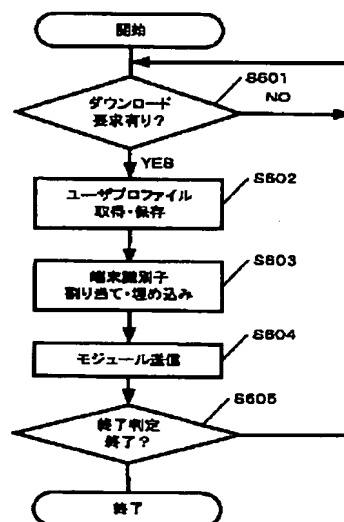 開始
S601
ダウンロード
要求有り?
NO
YES
S602
ユーザプロファイル
取得・保存
S603
端末識別子
割り当て・埋め込み
S604
モジュール送信
S605
終了判定
終了?
終了